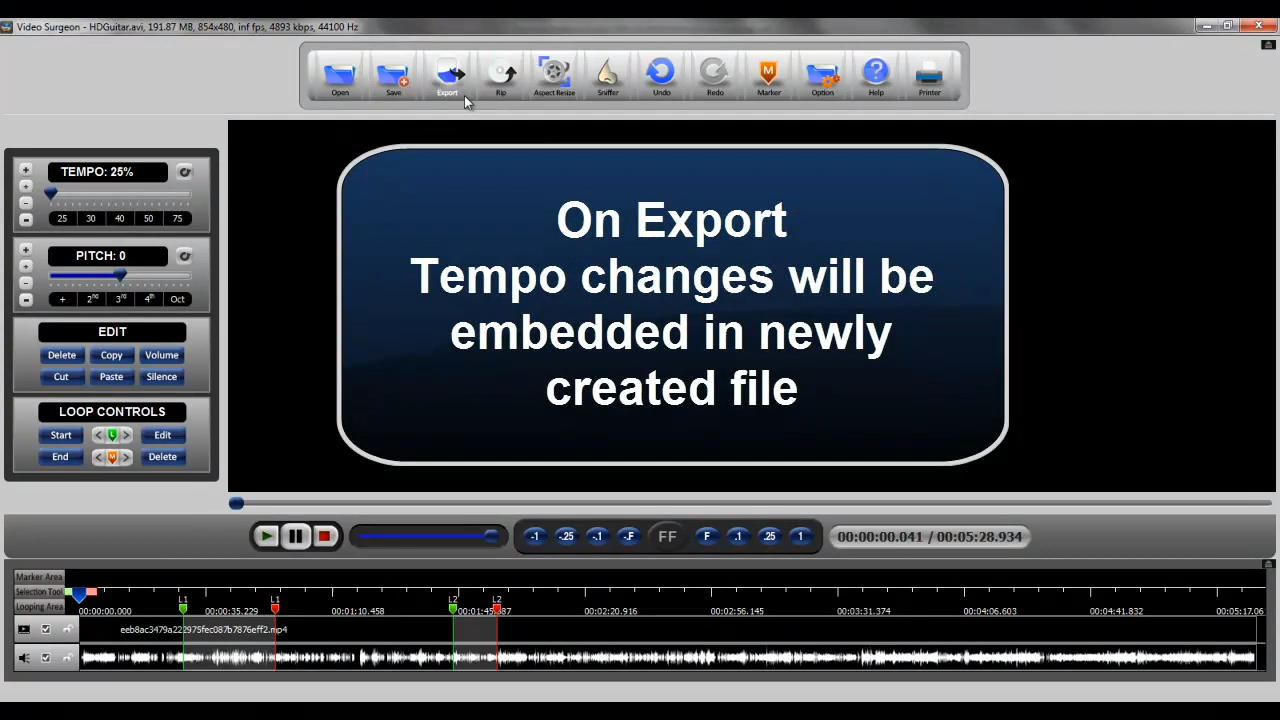 Video Surgeon - HDGuitar.avi, 191.87 MB, 854x480, inf fps, 4893 kbps, 44100 Hz
Open Save Export Rip Aspect Resize Sniffer Undo Redo Marker Option Help Printer
On Export
Tempo changes will be
embedded in newly
created file
TEMPO: 25%
25 30 40 50 75
PITCH: 0
+ 2nd 3rd 4th Oct
EDIT
Delete Copy Volume
Cut Paste Silence
LOOP CONTROLS
Start < L > Edit
End < M > Delete
-1 -.25 -.1 -.F FF F .1 .25 1 00:00:00.041 / 00:05:28.934
Marker Area
Selection Tool
L1 L1 L2 L2
Looping Area 00:00:00.000 00:00:35.229 00:01:10.458 00:02:20.916 00:02:56.145 00:03:31.374 00:04:06.603 00:04:41.832 00:05:17.06
eeb8ac3479a222975fec087b7876eff2.mp4